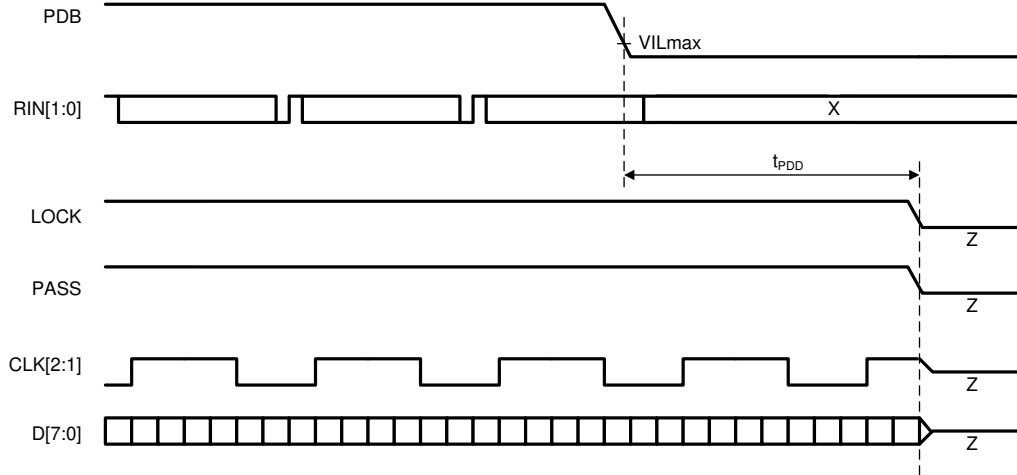 PDB
VILmax
RIN[1:0]
X
tPDD
LOCK
Z
PASS
Z
CLK[2:1]
Z
D[7:0]
Z